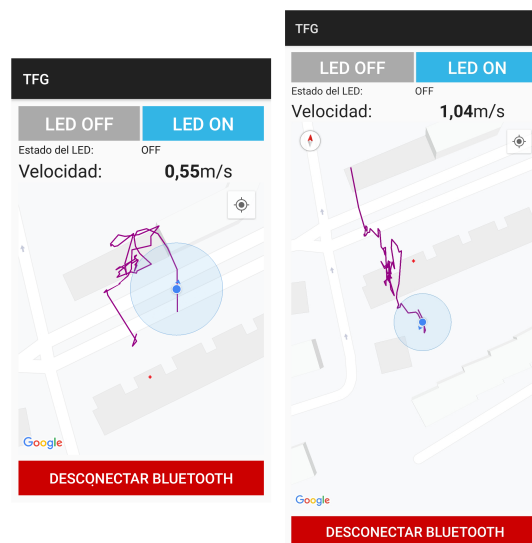 TFG
LED OFF LED ON
Estado del LED: OFF
Velocidad: 0,55m/s
Google
DESCONECTAR BLUETOOTH
TFG
LED OFF LED ON
Estado del LED: OFF
Velocidad: 1,04m/s
Google
DESCONECTAR BLUETOOTH